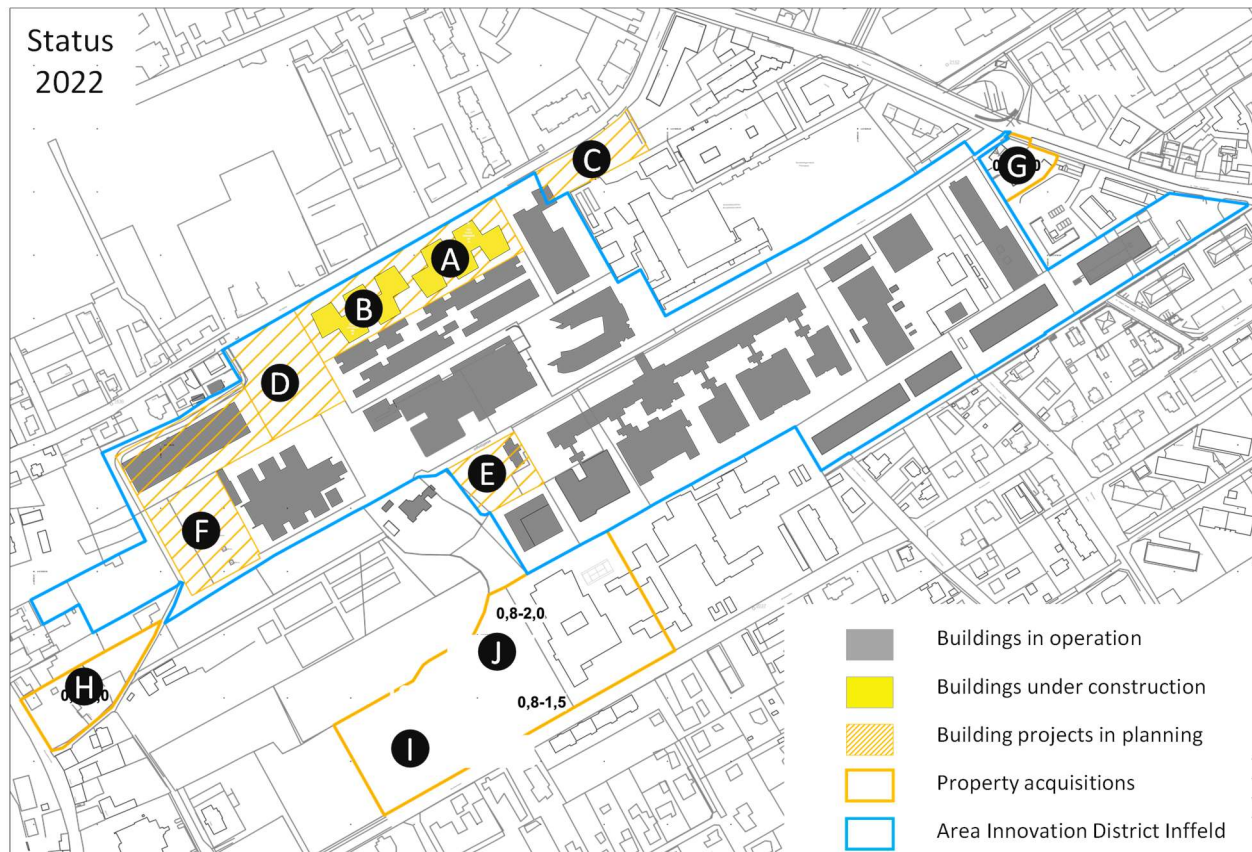 Status
2022
C
G
A
B
D
E
F
0,8-2,0
J
H
0,8-1,5
I
Buildings in operation
Buildings under construction
Building projects in planning
Property acquisitions
Area Innovation District Inffeld